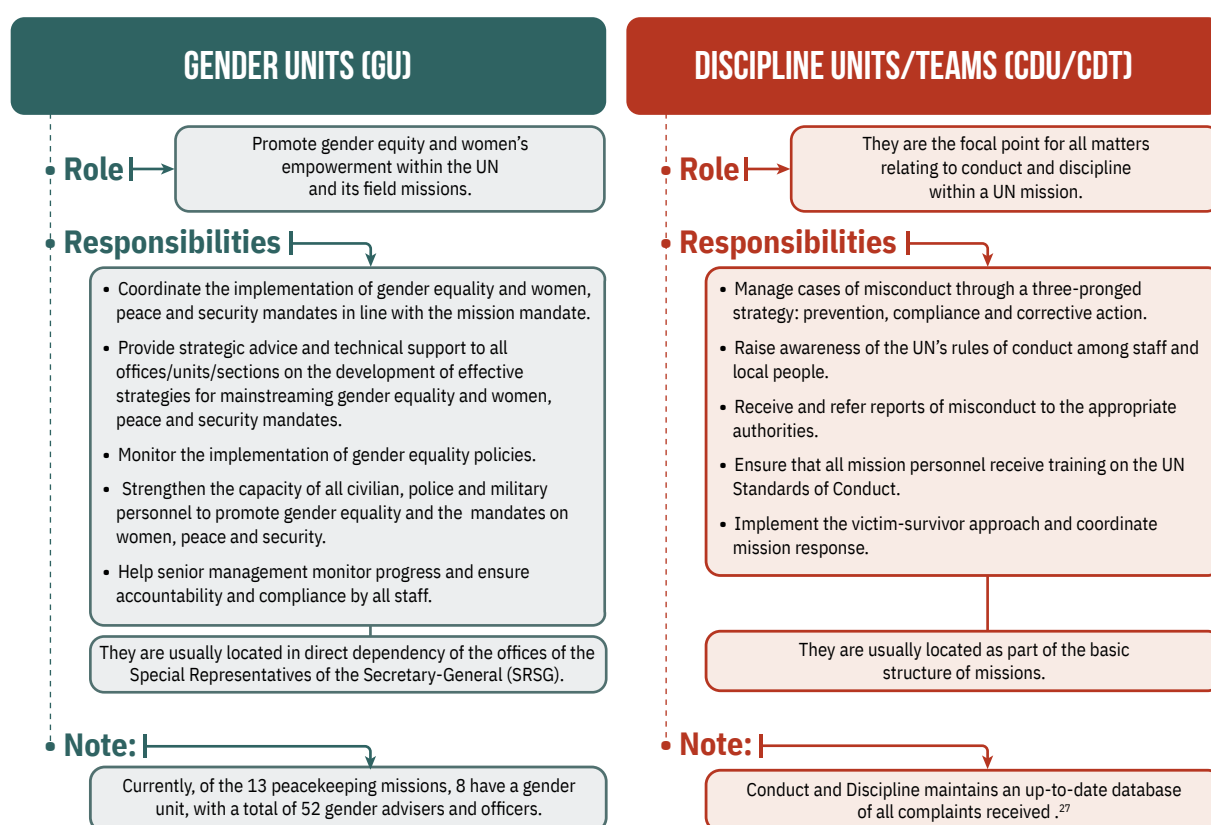 GENDER UNITS (GU)
Role
Promote gender equity and women’s
empowerment within the UN
and its field missions.
Responsibilities
• Coordinate the implementation of gender equality and women,
peace and security mandates in line with the mission mandate.
• Provide strategic advice and technical support to all
offices/units/sections on the development of effective
strategies for mainstreaming gender equality and women,
peace and security mandates.
• Monitor the implementation of gender equality policies.
• Strengthen the capacity of all civilian, police and military
personnel to promote gender equality and the mandates on
women, peace and security.
• Help senior management monitor progress and ensure
accountability and compliance by all staff.
They are usually located in direct dependency of the offices of the
Special Representatives of the Secretary-General (SRSG).
Note:
Currently, of the 13 peacekeeping missions, 8 have a gender
unit, with a total of 52 gender advisers and officers.
DISCIPLINE UNITS/TEAMS (CDU/CDT)
Role
They are the focal point for all matters
relating to conduct and discipline
within a UN mission.
Responsibilities
• Manage cases of misconduct through a three-pronged
strategy: prevention, compliance and corrective action.
• Raise awareness of the UN’s rules of conduct among staff and
local people.
• Receive and refer reports of misconduct to the appropriate
authorities.
• Ensure that all mission personnel receive training on the UN
Standards of Conduct.
• Implement the victim-survivor approach and coordinate
mission response.
They are usually located as part of the basic
structure of missions.
Note:
Conduct and Discipline maintains an up-to-date database
of all complaints received .27